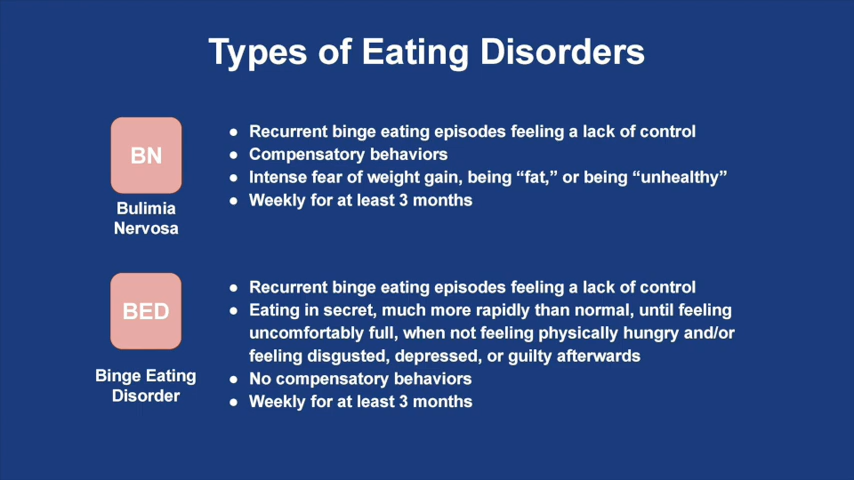 Types of Eating Disorders
BN
Bulimia
Nervosa
● Recurrent binge eating episodes feeling a lack of control
● Compensatory behaviors
● Intense fear of weight gain, being “fat,” or being “unhealthy”
● Weekly for at least 3 months
BED
Binge Eating
Disorder
● Recurrent binge eating episodes feeling a lack of control
● Eating in secret, much more rapidly than normal, until feeling
uncomfortably full, when not feeling physically hungry and/or
feeling disgusted, depressed, or guilty afterwards
● No compensatory behaviors
● Weekly for at least 3 months